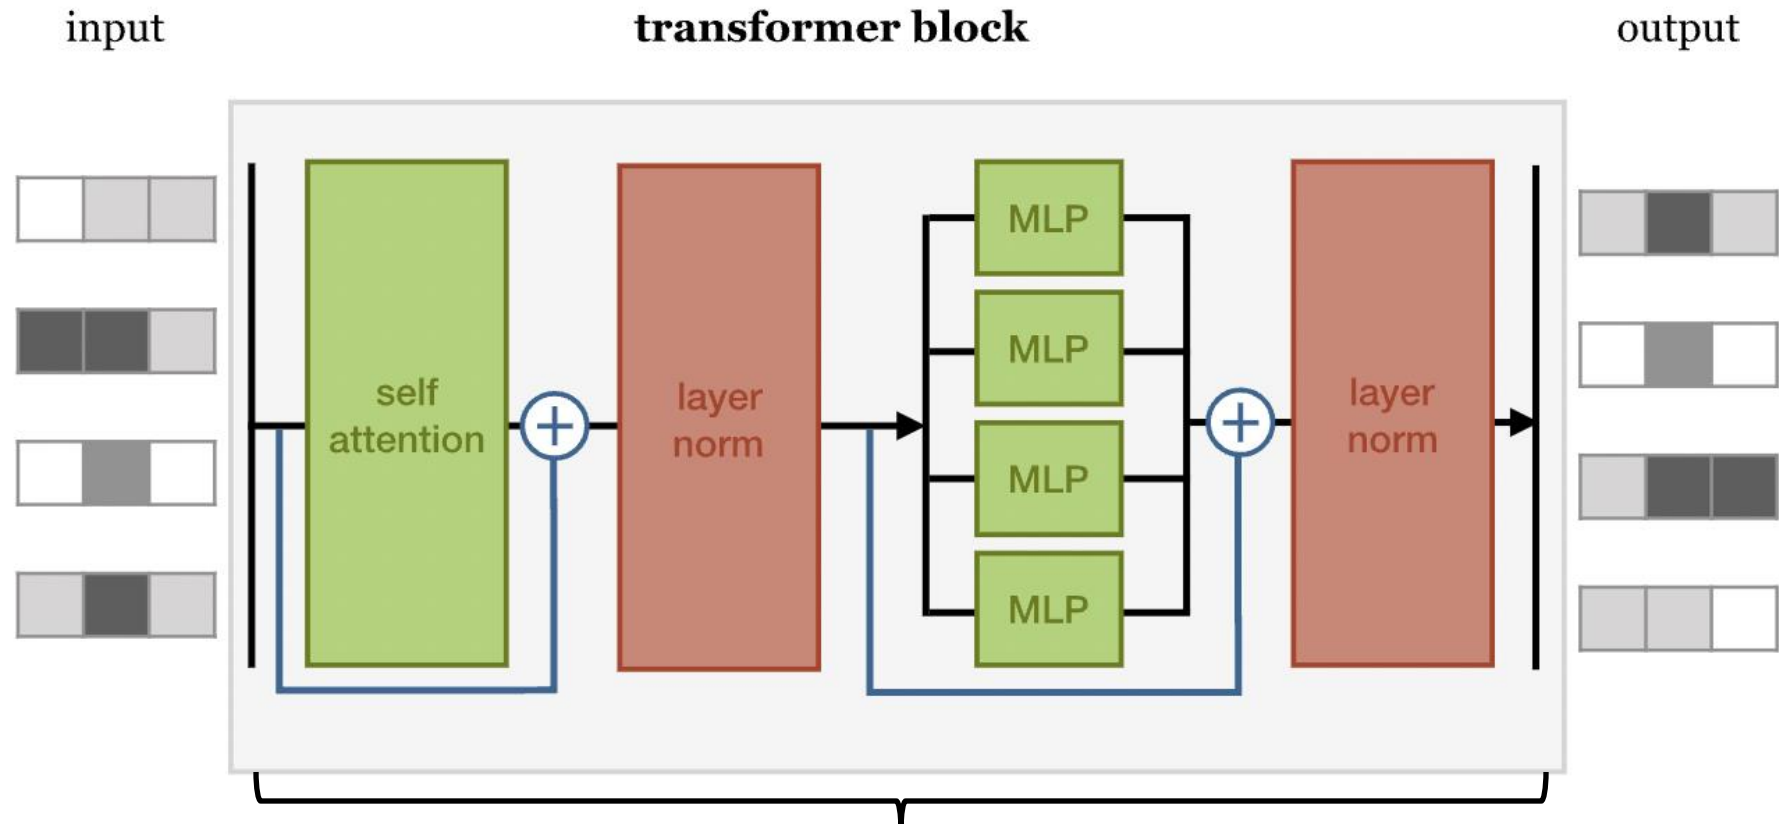 input
transformer block
output
self
attention
layer
norm
MLP
MLP
MLP
MLP
layer
norm